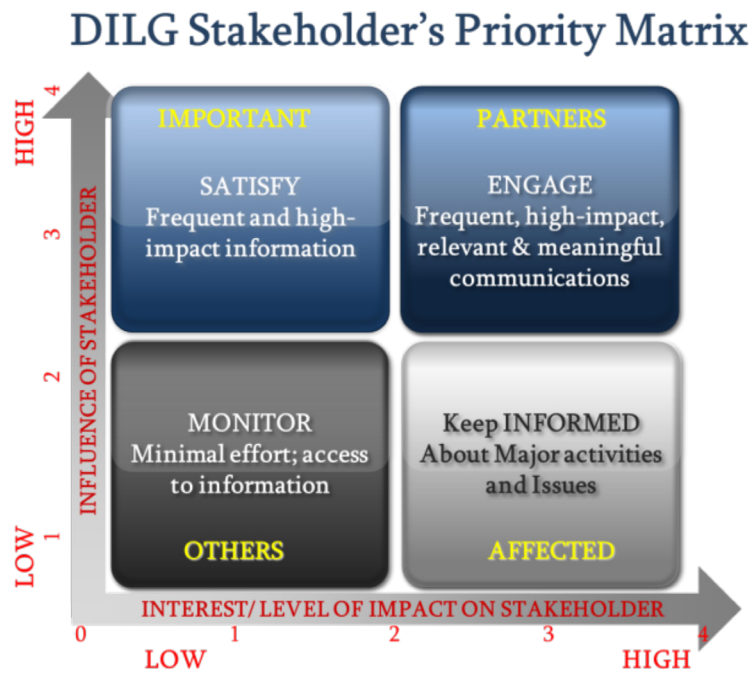 DILG Stakeholder's Priority Matrix
HIGH
4
3
2
1
LOW
INFLUENCE OF STAKEHOLDER
IMPORTANT
SATISFY
Frequent and high-
impact information
PARTNERS
ENGAGE
Frequent, high-impact,
relevant & meaningful
communications
MONITOR
Minimal effort; access
to information
OTHERS
Keep INFORMED
About Major activities
and Issues
AFFECTED
INTEREST/ LEVEL OF IMPACT ON STAKEHOLDER
0 1 2 3 4
LOW HIGH